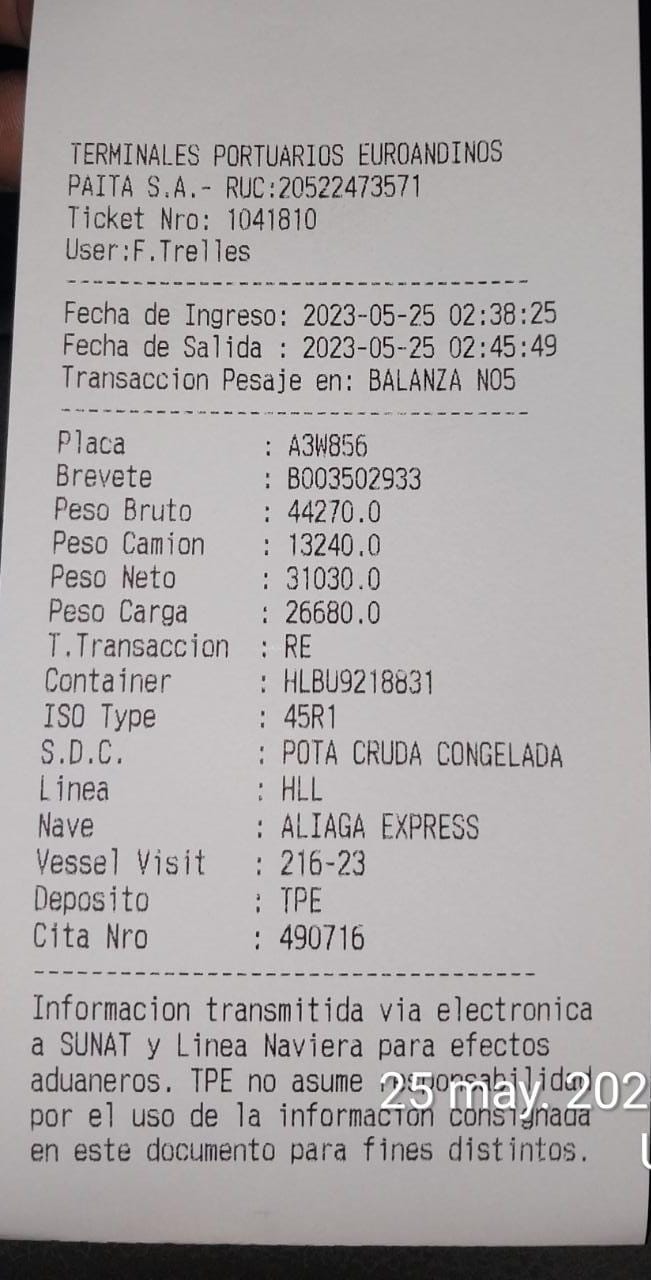 TERMINALES PORTUARIOS EUROANDINOS
PAITA S.A.- RUC:20522473571
Ticket Nro: 1041810
User:F.Trelles
---------------------------------
Fecha de Ingreso: 2023-05-25 02:38:25
Fecha de Salida : 2023-05-25 02:45:49
Transaccion Pesaje en: BALANZA NO5
---------------------------------
Placa : A3W856
Brevete : B003502933
Peso Bruto : 44270.0
Peso Camion : 13240.0
Peso Neto : 31030.0
Peso Carga : 26680.0
T.Transaccion : RE
Container : HLBU9218831
ISO Type : 45R1
S.D.C. : POTA CRUDA CONGELADA
Linea : HLL
Nave : ALIAGA EXPRESS
Vessel Visit : 216-23
Deposito : TPE
Cita Nro : 490716
---------------------------------
Informacion transmitida via electronica
a SUNAT y Linea Naviera para efectos
aduaneros. TPE no asume responsabilidad
por el uso de la informacion consignada
en este documento para fines distintos.
25 may. 202